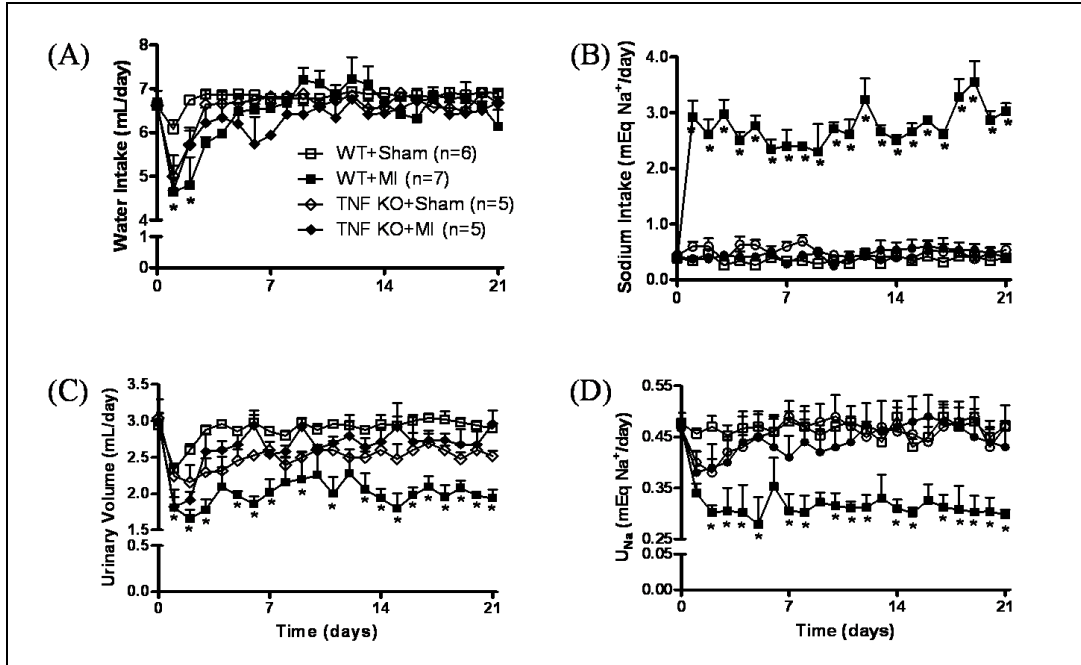 (A)
Water Intake (mL/day)
8
7
6
5
4
1
0
0 7 14 21
WT+Sham (n=6)
WT+MI (n=7)
TNF KO+Sham (n=5)
TNF KO+MI (n=5)
* *
(B)
Sodium Intake (mEq Na⁺/day)
4.0
3.0
2.0
1.0
0.0
0 7 14 21
* * * * * * * * * * * * * * * * * * * * *
(C)
Urinary Volume (mL/day)
3.5
3.0
2.5
2.0
1.5
0.5
0.0
0 7 14 21
Time (days)
(D)
U_Na (mEq Na⁺/day)
0.55
0.45
0.35
0.25
0.05
0.00
0 7 14 21
Time (days)